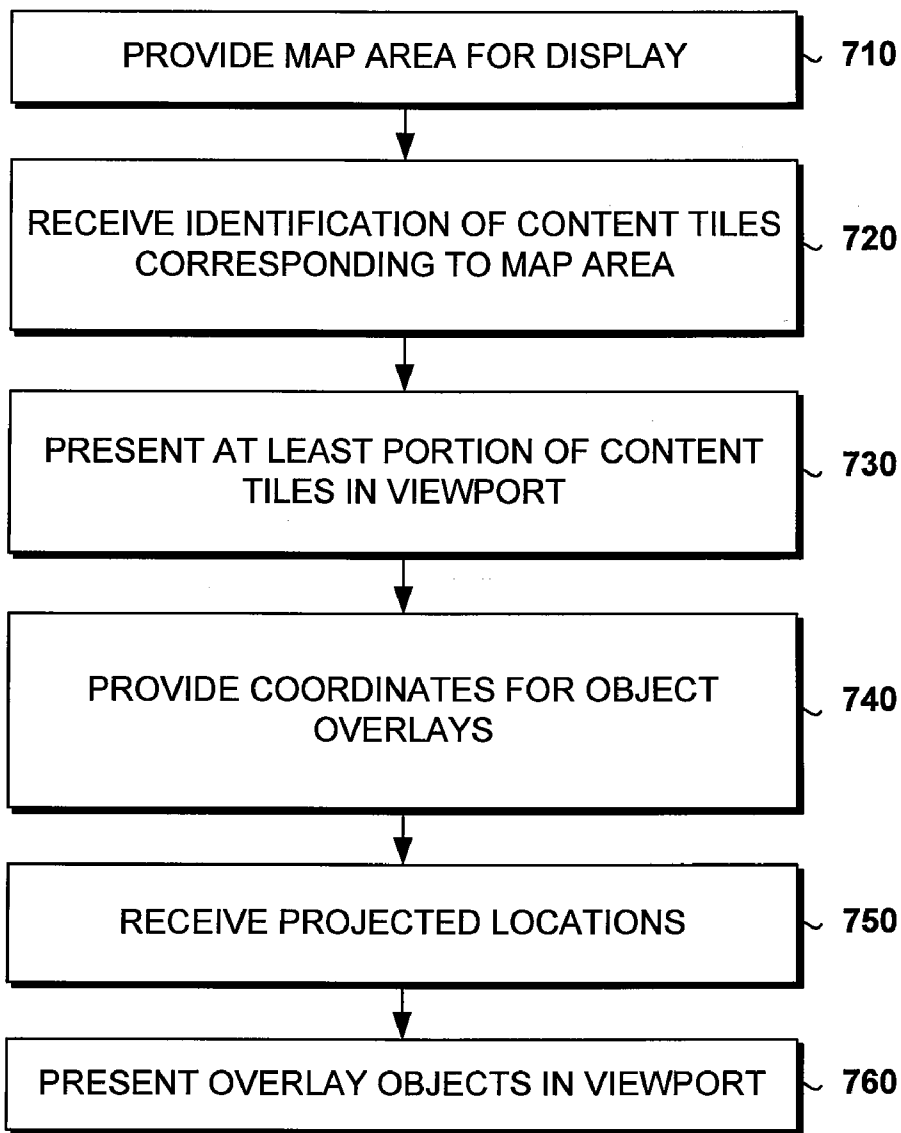 PROVIDE MAP AREA FOR DISPLAY
710
RECEIVE IDENTIFICATION OF CONTENT TILES
CORRESPONDING TO MAP AREA
720
PRESENT AT LEAST PORTION OF CONTENT
TILES IN VIEWPORT
730
PROVIDE COORDINATES FOR OBJECT
OVERLAYS
740
RECEIVE PROJECTED LOCATIONS
750
PRESENT OVERLAY OBJECTS IN VIEWPORT
760